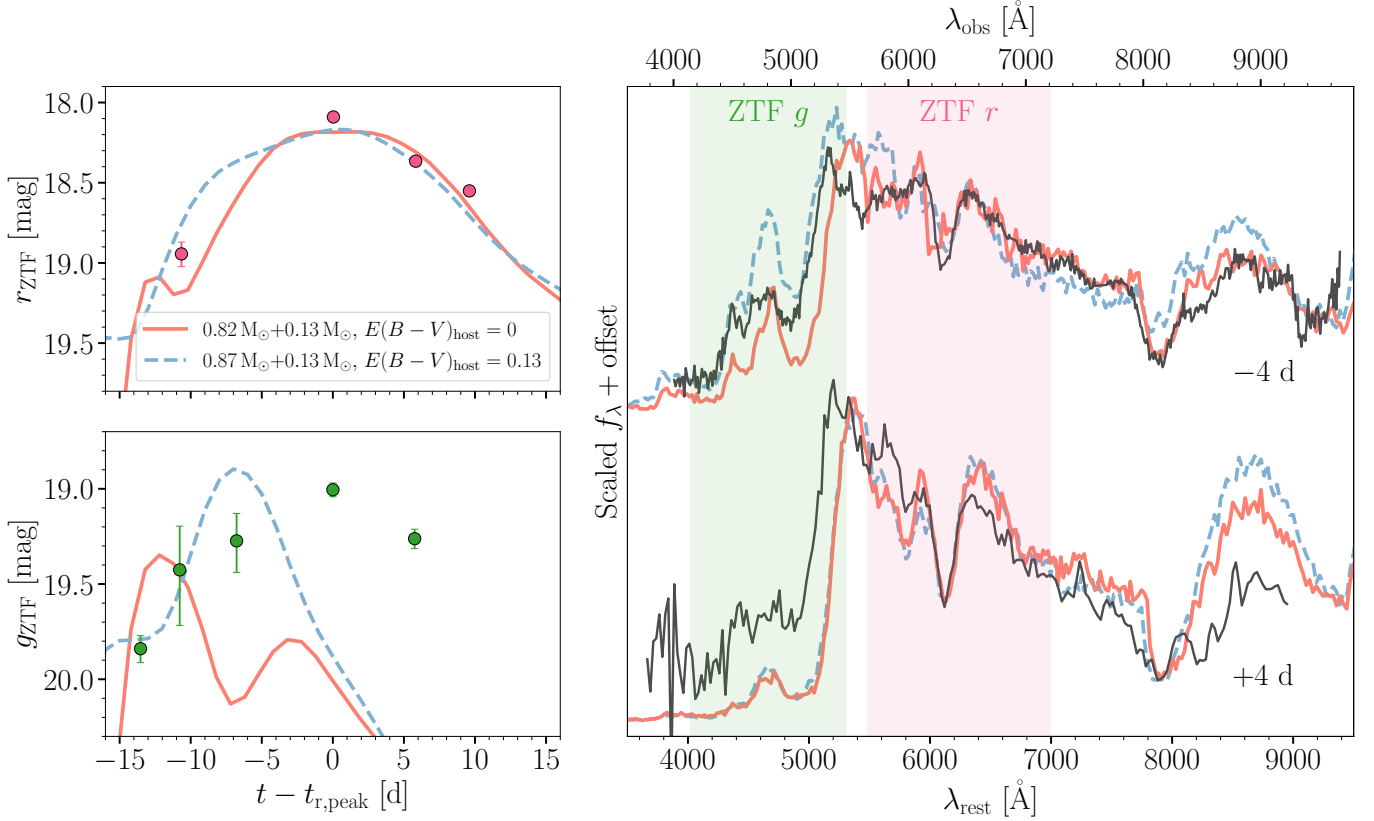 18.0
18.5
19.0
19.5
r_ZTF [mag]
0.82 M⊙+0.13 M⊙, E(B − V)host = 0
0.87 M⊙+0.13 M⊙, E(B − V)host = 0.13
19.0
19.5
20.0
g_ZTF [mag]
−15 −10 −5 0 5 10 15
t − t_r,peak [d]
λ_obs [Å]
4000 5000 6000 7000 8000 9000
ZTF g
ZTF r
Scaled f_λ + offset
−4 d
+4 d
4000 5000 6000 7000 8000 9000
λ_rest [Å]